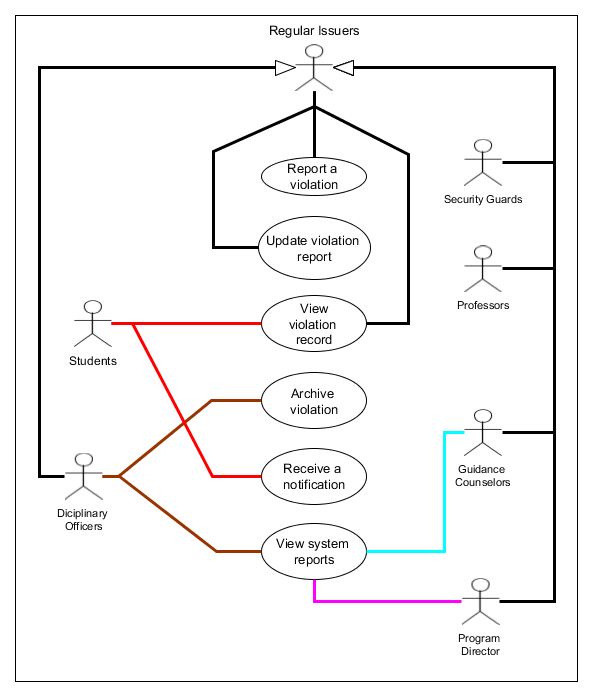 Regular Issuers
Report a
violation
Security Guards
Update violation
report
Professors
View
violation
record
Students
Archive
violation
Receive a
notification
Guidance
Counselors
Diciplinary
Officers
View system
reports
Program
Director